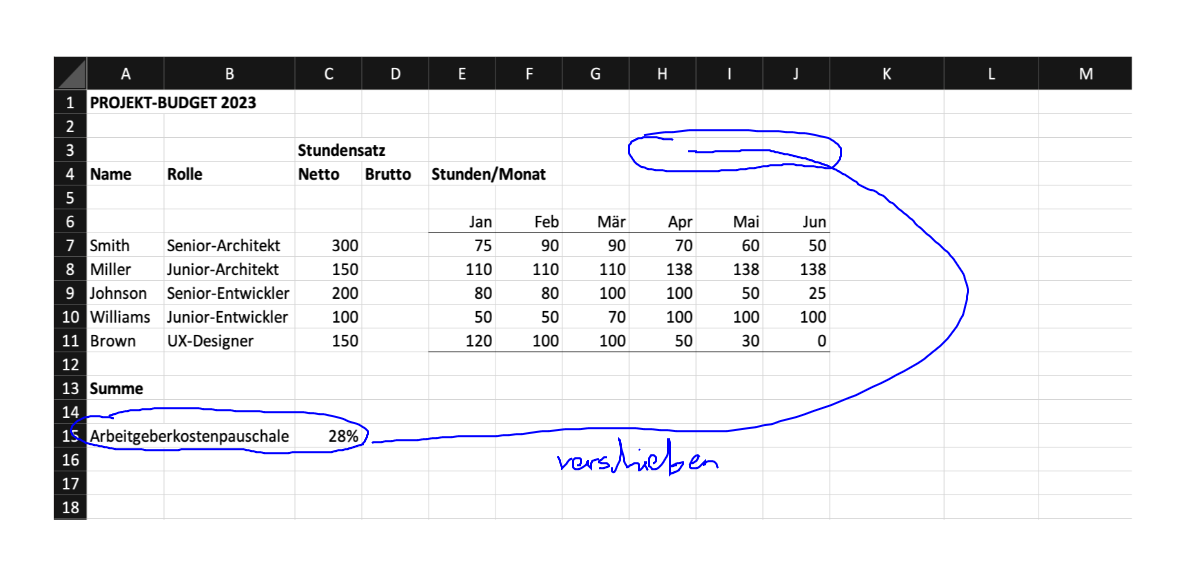 A B C D E F G H I J K L M
1 PROJEKT-BUDGET 2023
2
3 Stundensatz
4 Name Rolle Netto Brutto Stunden/Monat
5
6 Jan Feb Mär Apr Mai Jun
7 Smith Senior-Architekt 300 75 90 90 70 60 50
8 Miller Junior-Architekt 150 110 110 110 138 138 138
9 Johnson Senior-Entwickler 200 80 80 100 100 50 25
10 Williams Junior-Entwickler 100 50 50 70 100 100 100
11 Brown UX-Designer 150 120 100 100 50 30 0
12
13 Summe
14
15 Arbeitgeberkostenpauschale 28%
16 verschieben
17
18